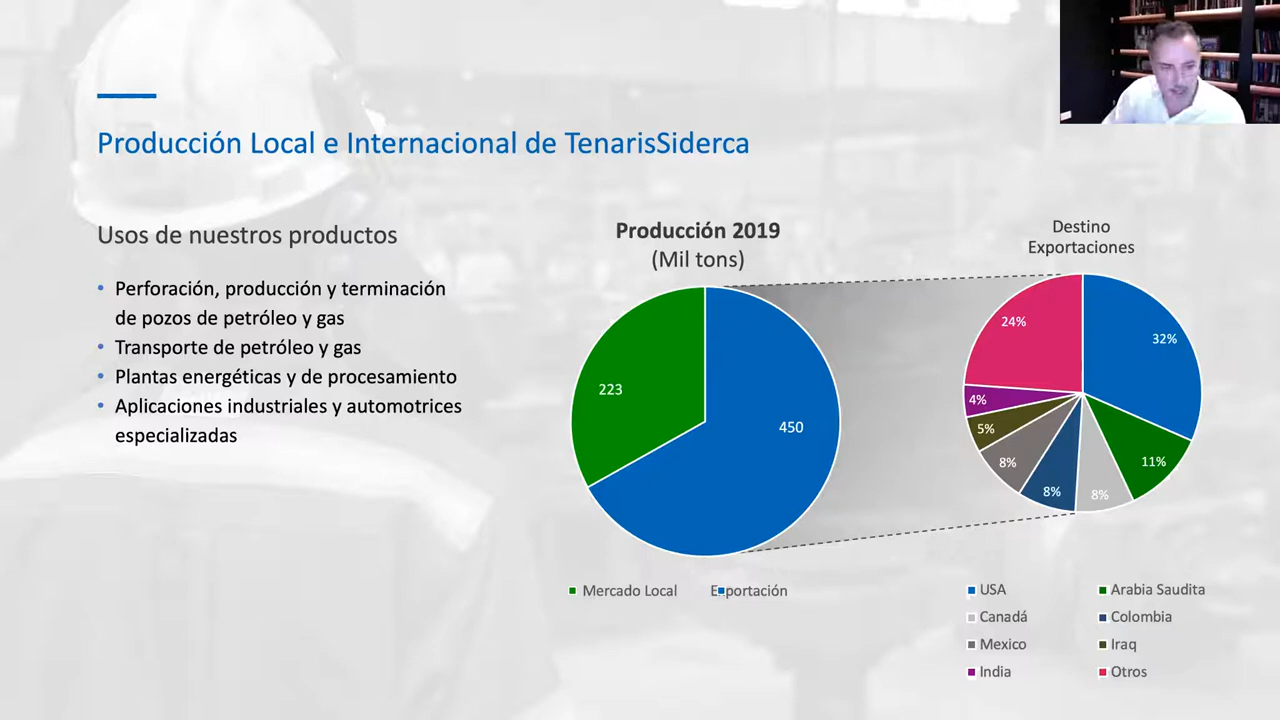 Producción Local e Internacional de TenarisSiderca
Usos de nuestros productos
• Perforación, producción y terminación
de pozos de petróleo y gas
• Transporte de petróleo y gas
• Plantas energéticas y de procesamiento
• Aplicaciones industriales y automotrices
especializadas
Producción 2019
(Mil tons)
223
450
Mercado Local
Exportación
Destino
Exportaciones
24%
32%
4%
5%
8%
8%
8%
11%
USA
Arabia Saudita
Canadá
Colombia
Mexico
Iraq
India
Otros